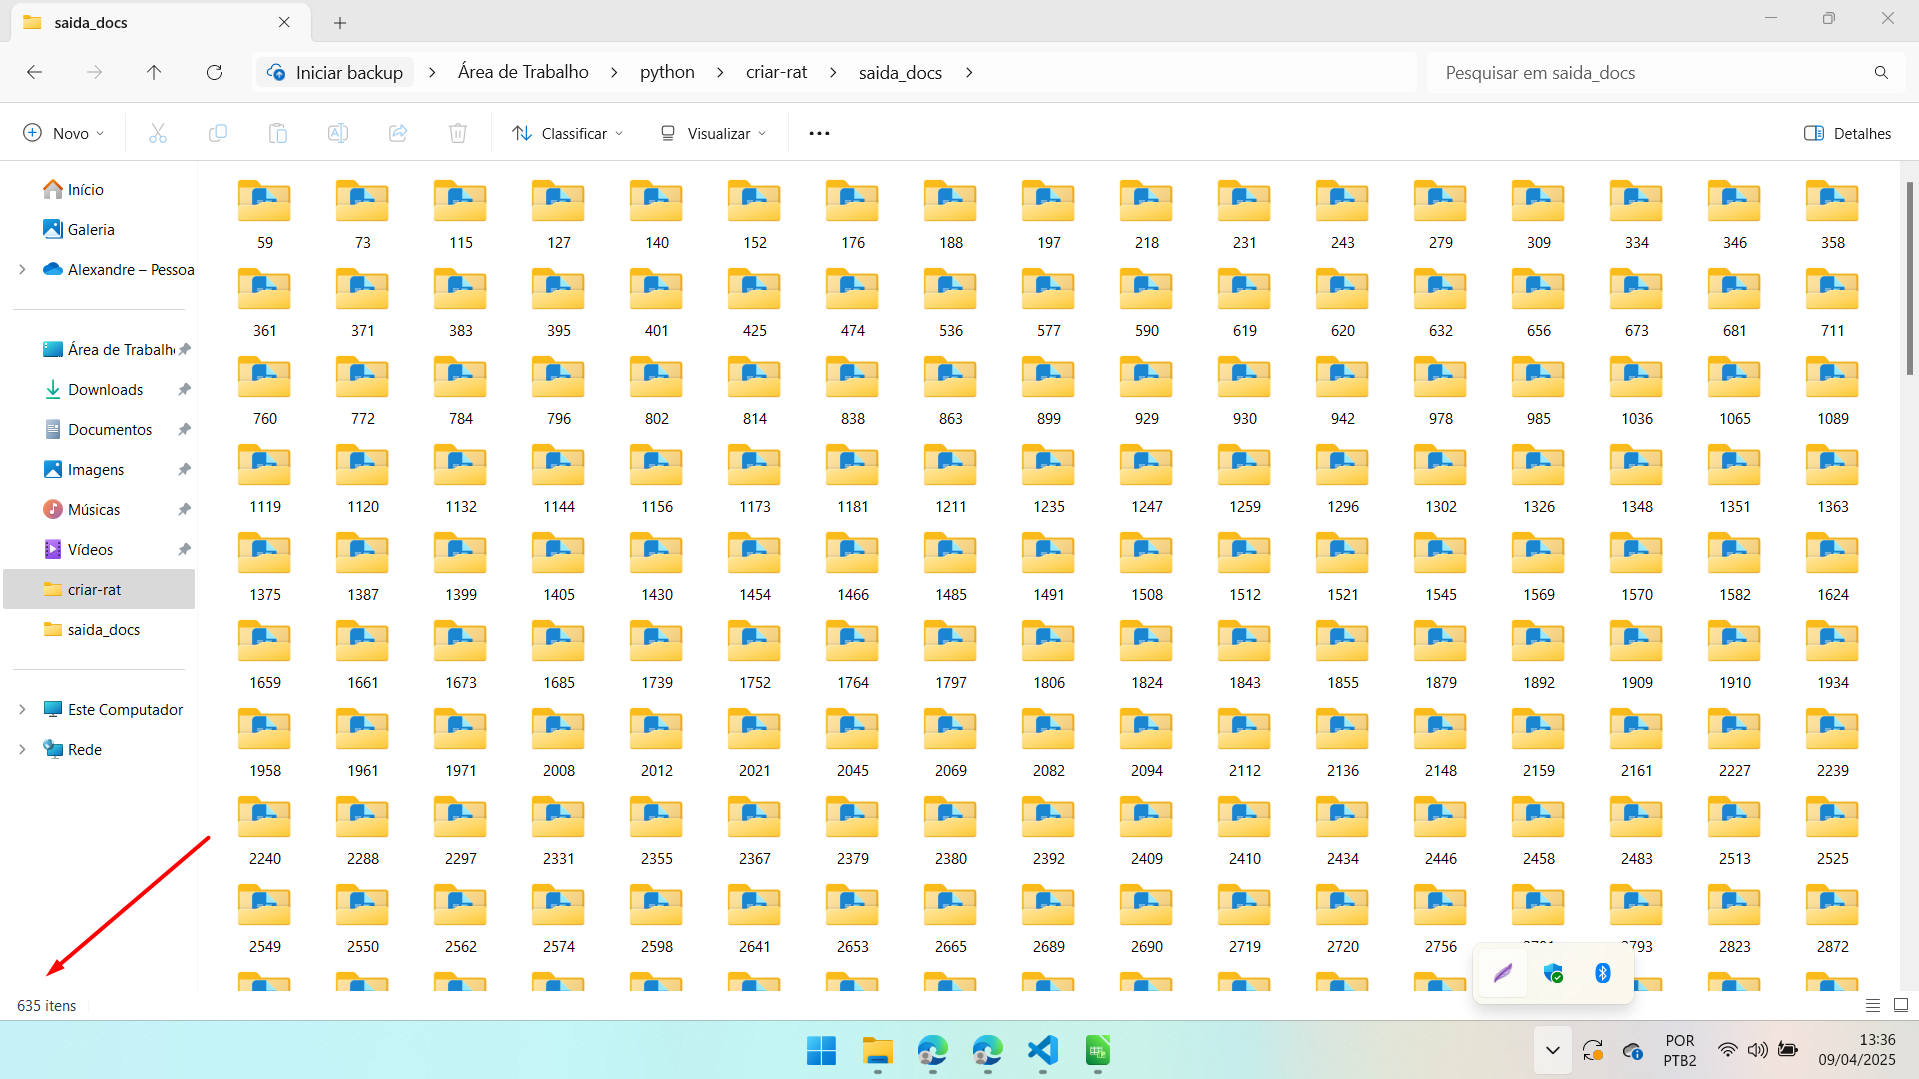 saida_docs
Iniciar backup Área de Trabalho python criar-rat saida_docs
Pesquisar em saida_docs
Novo Classificar Visualizar Detalhes
Início
Galeria
Alexandre – Pessoa
Área de Trabalh
Downloads
Documentos
Imagens
Músicas
Vídeos
criar-rat
saida_docs
Este Computador
Rede
59 73 115 127 140 152 176 188 197 218 231 243 279 309 334 346 358
361 371 383 395 401 425 474 536 577 590 619 620 632 656 673 681 711
760 772 784 796 802 814 838 863 899 929 930 942 978 985 1036 1065 1089
1119 1120 1132 1144 1156 1173 1181 1211 1235 1247 1259 1296 1302 1326 1348 1351 1363
1375 1387 1399 1405 1430 1454 1466 1485 1491 1508 1512 1521 1545 1569 1570 1582 1624
1659 1661 1673 1685 1739 1752 1764 1797 1806 1824 1843 1855 1879 1892 1909 1910 1934
1958 1961 1971 2008 2012 2021 2045 2069 2082 2094 2112 2136 2148 2159 2161 2227 2239
2240 2288 2297 2331 2355 2367 2379 2380 2392 2409 2410 2434 2446 2458 2483 2513 2525
2549 2550 2562 2574 2598 2641 2653 2665 2689 2690 2719 2720 2756 2823 2872
635 itens
POR
PTB2
13:36
09/04/2025